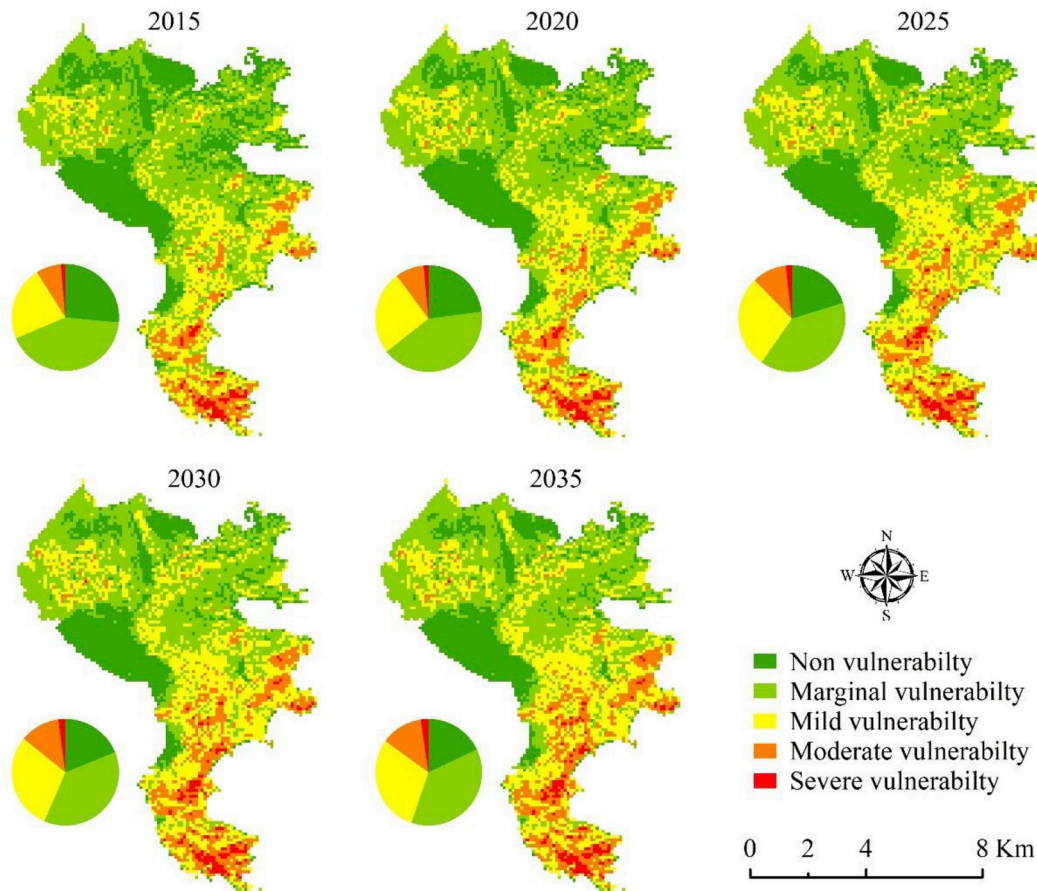 2015
2020
2025
2030
2035
N
W E
S
Non vulnerabilty
Marginal vulnerabilty
Mild vulnerabilty
Moderate vulnerabilty
Severe vulnerabilty
0 2 4 8 Km